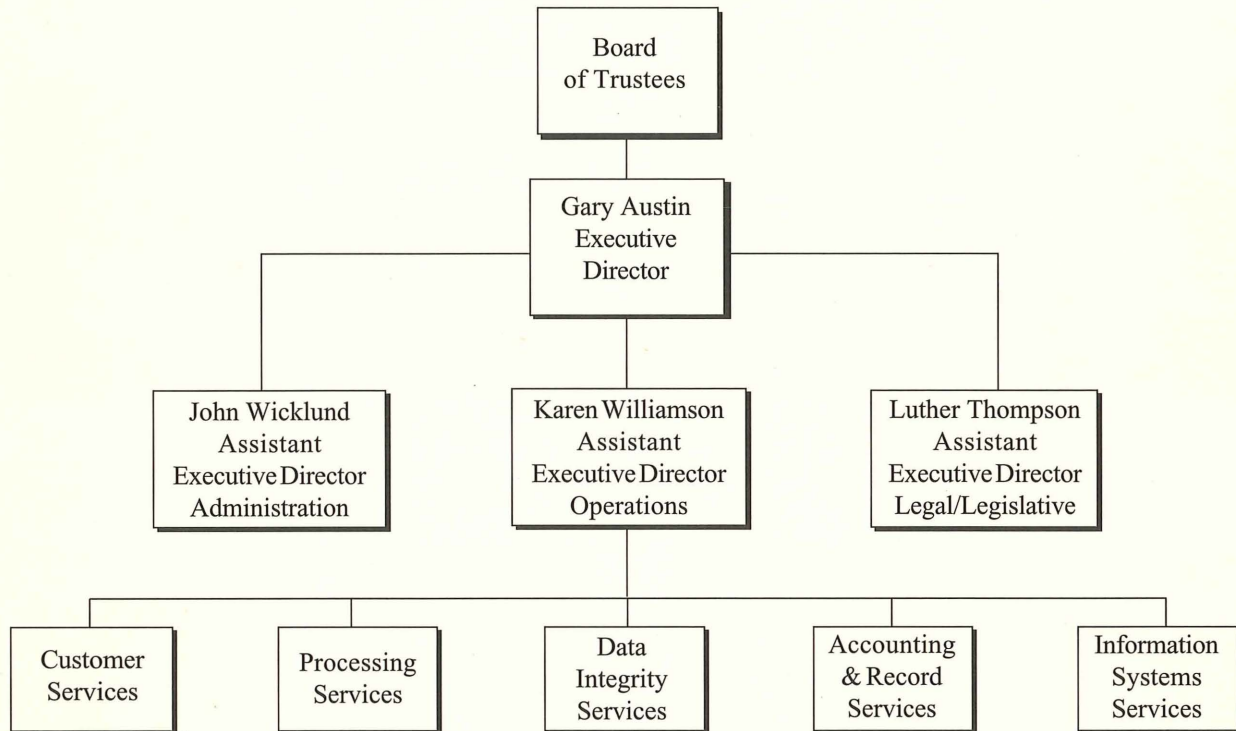 Board
of Trustees
Gary Austin
Executive
Director
John Wicklund
Assistant
Executive Director
Administration
Karen Williamson
Assistant
Executive Director
Operations
Luther Thompson
Assistant
Executive Director
Legal/Legislative
Customer
Services
Processing
Services
Data
Integrity
Services
Accounting
& Record
Services
Information
Systems
Services